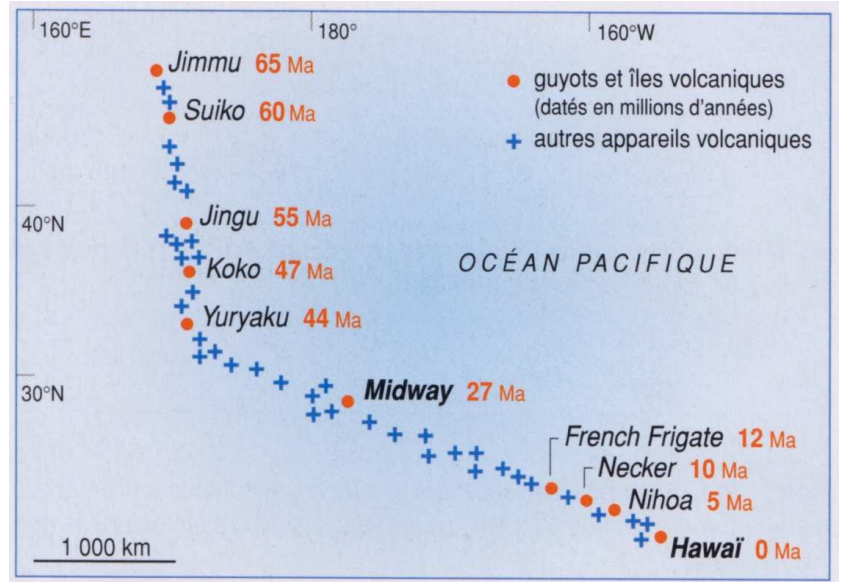 160°E
180°
160°W
Jimmu 65 Ma
guyots et îles volcaniques
(datés en millions d'années)
Suiko 60 Ma
autres appareils volcaniques
40°N
Jingu 55 Ma
Koko 47 Ma
OCÉAN PACIFIQUE
Yuryaku 44 Ma
30°N
Midway 27 Ma
French Frigate 12 Ma
Necker 10 Ma
Nihoa 5 Ma
1 000 km
Hawaï 0 Ma